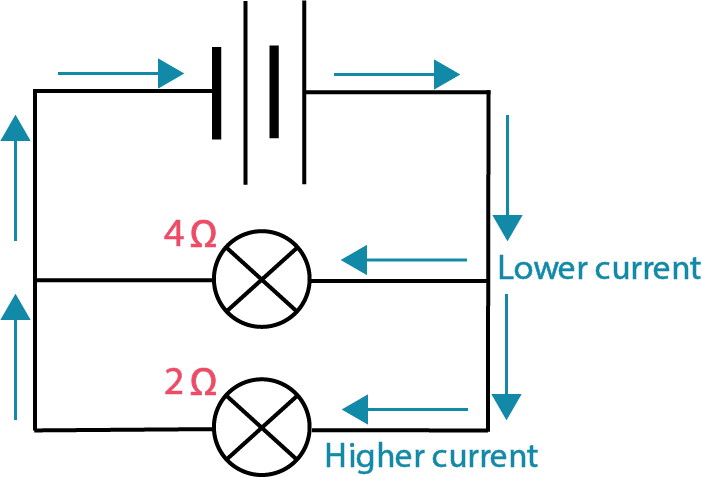 4 Ω
Lower current
2 Ω
Higher current